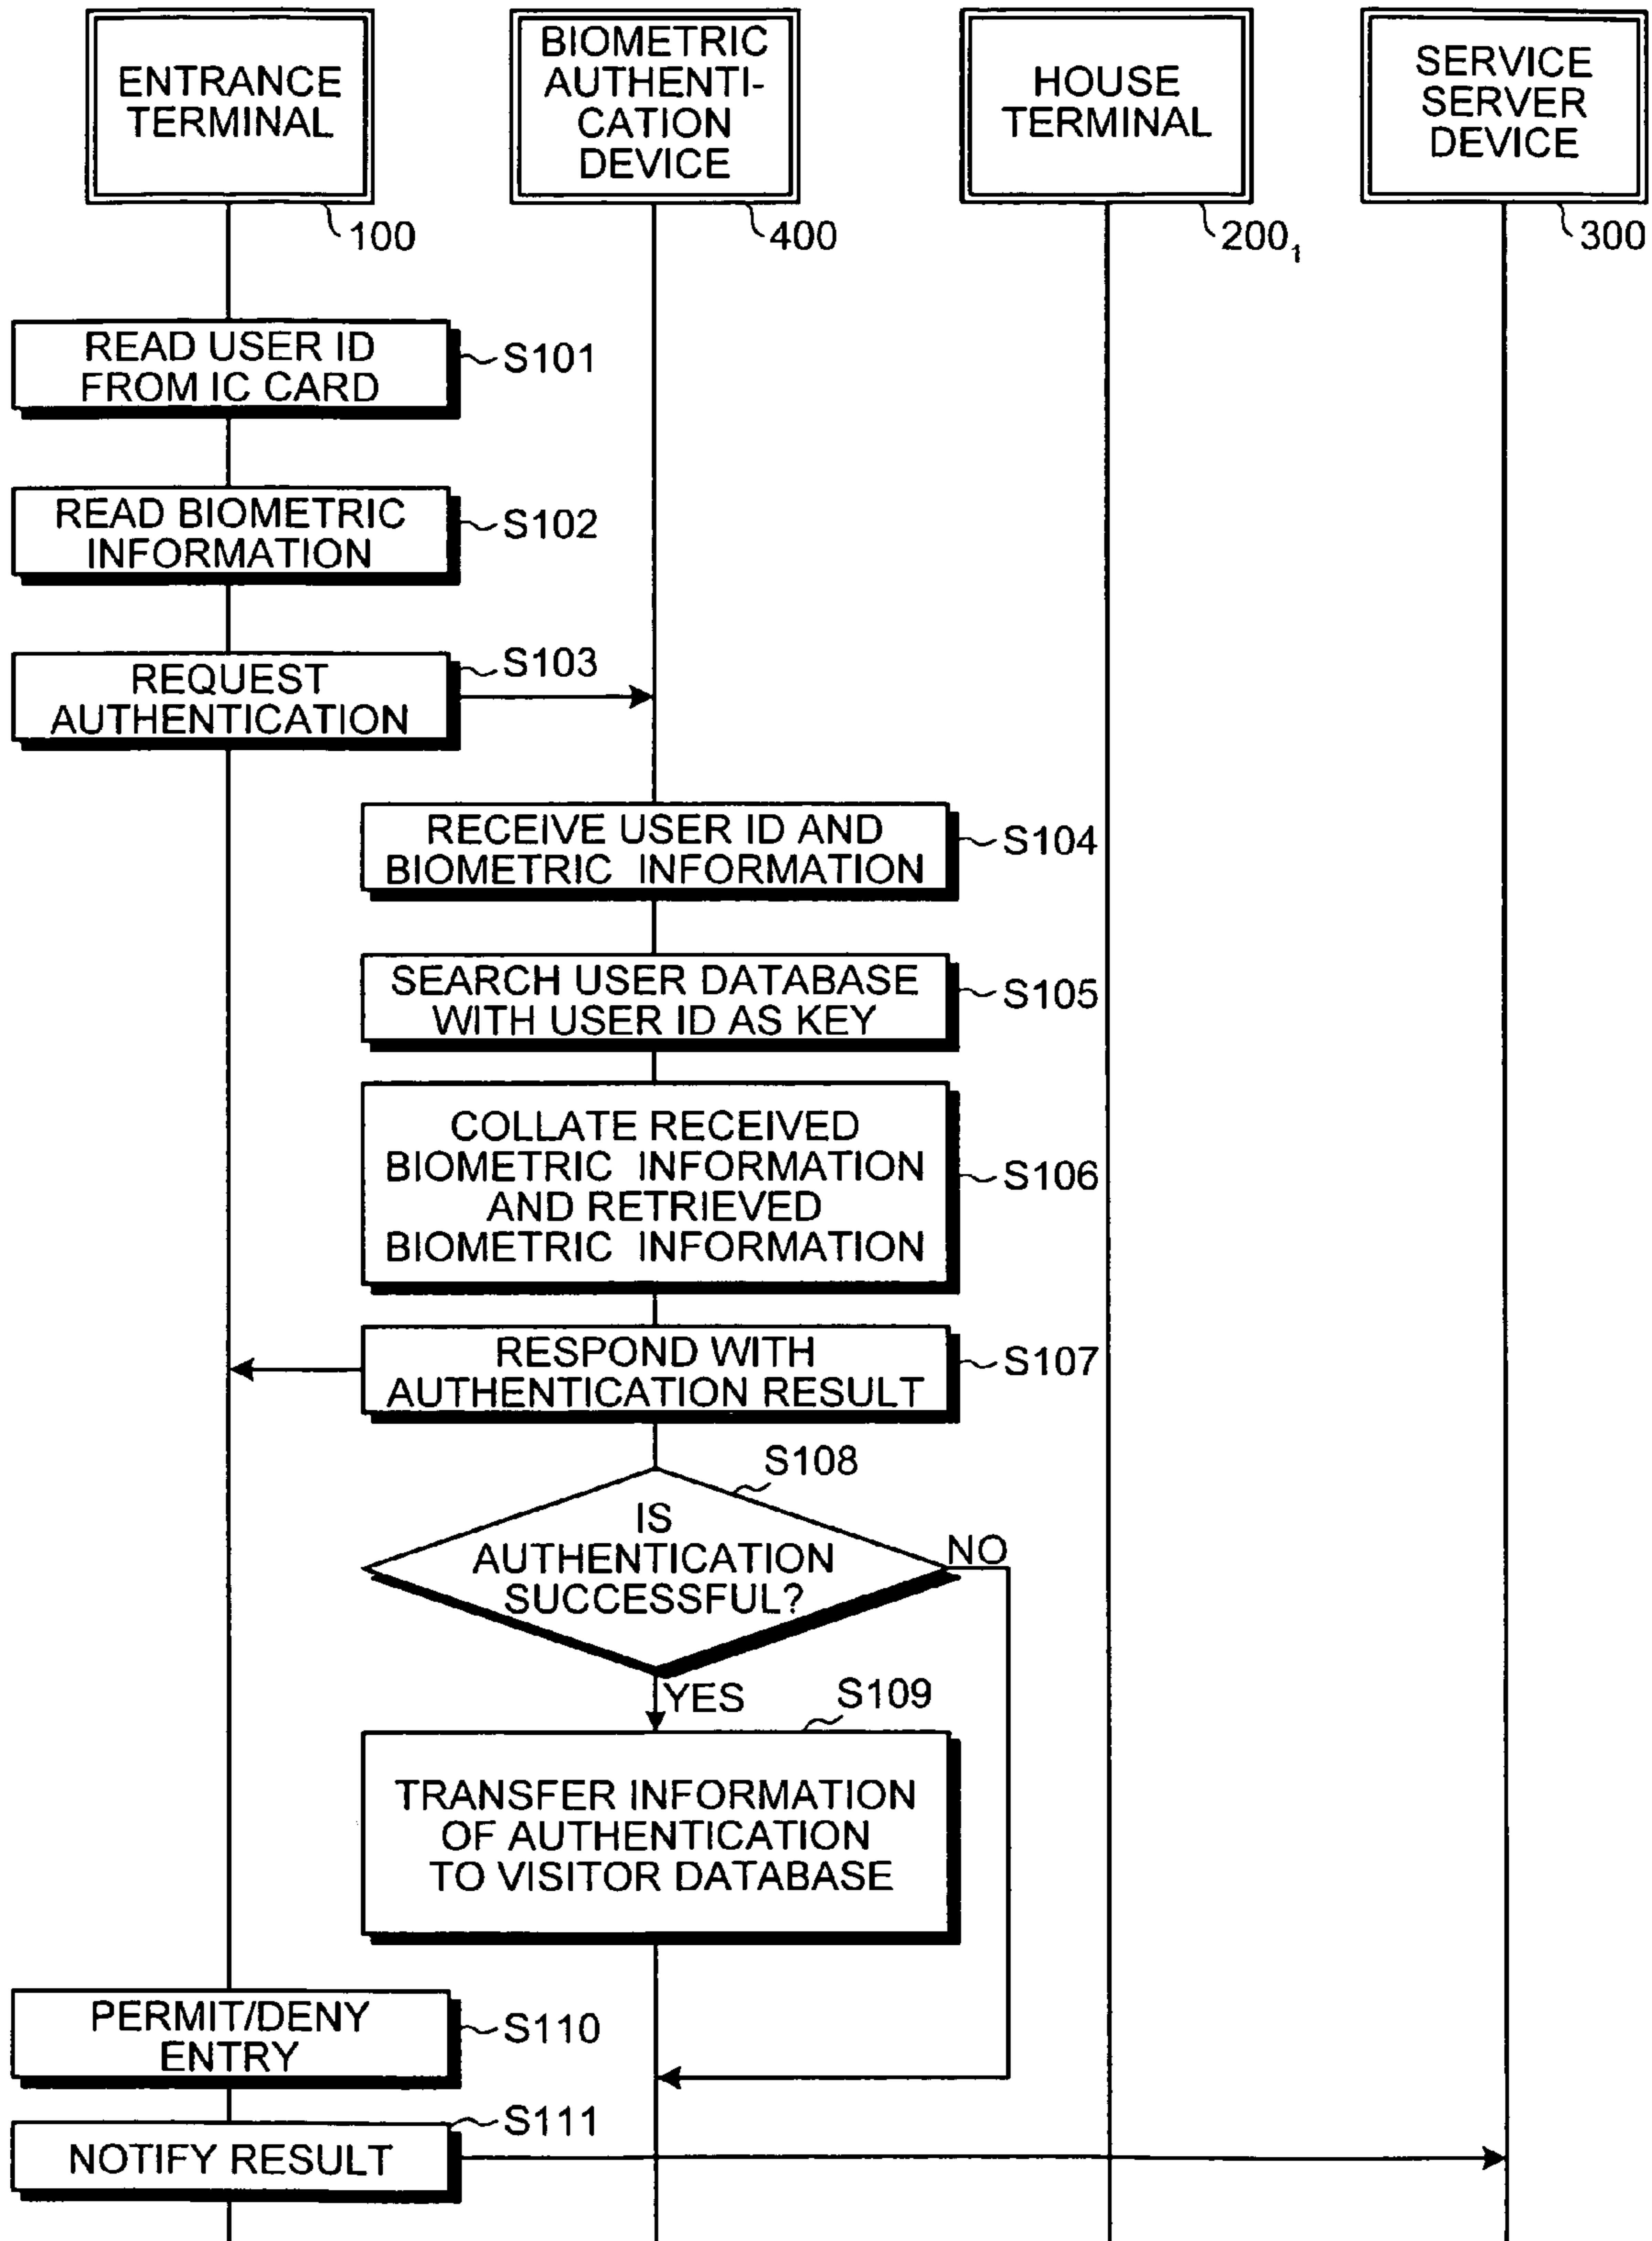 ENTRANCE
TERMINAL
100
BIOMETRIC
AUTHENTI-
CATION
DEVICE
400
HOUSE
TERMINAL
200₁
SERVICE
SERVER
DEVICE
300
READ USER ID
FROM IC CARD
S101
READ BIOMETRIC
INFORMATION
S102
REQUEST
AUTHENTICATION
S103
RECEIVE USER ID AND
BIOMETRIC INFORMATION
S104
SEARCH USER DATABASE
WITH USER ID AS KEY
S105
COLLATE RECEIVED
BIOMETRIC INFORMATION
AND RETRIEVED
BIOMETRIC INFORMATION
S106
RESPOND WITH
AUTHENTICATION RESULT
S107
S108
IS
AUTHENTICATION
SUCCESSFUL?
NO
YES
S109
TRANSFER INFORMATION
OF AUTHENTICATION
TO VISITOR DATABASE
PERMIT/DENY
ENTRY
S110
S111
NOTIFY RESULT